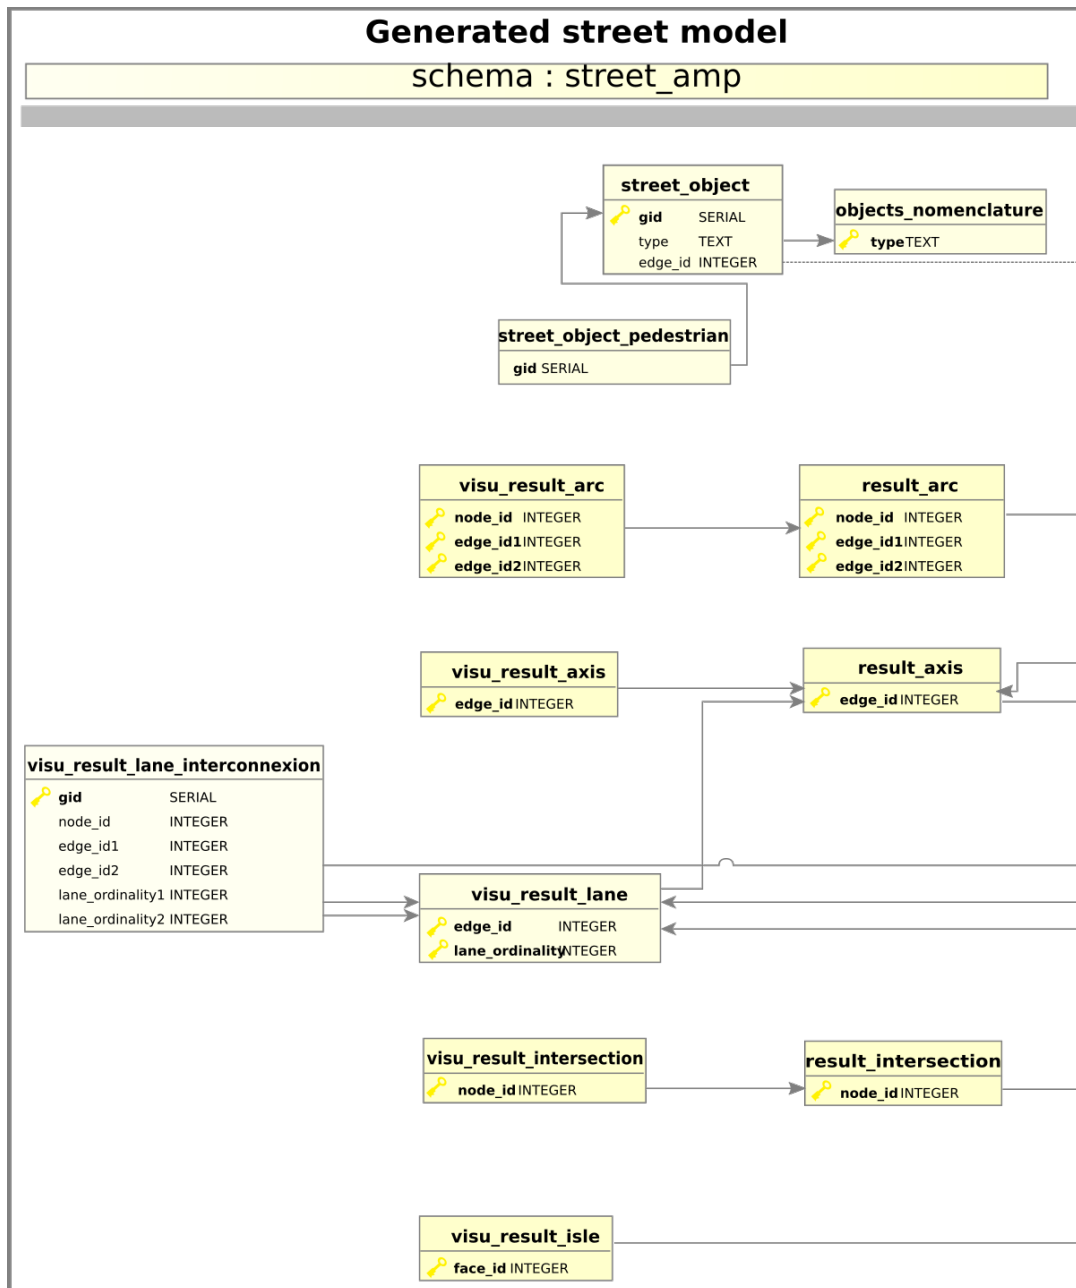 Generated street model
schema : street_amp
street_object
gid SERIAL
type TEXT
edge_id INTEGER
objects_nomenclature
type TEXT
street_object_pedestrian
gid SERIAL
visu_result_arc
node_id INTEGER
edge_id1 INTEGER
edge_id2 INTEGER
result_arc
node_id INTEGER
edge_id1 INTEGER
edge_id2 INTEGER
visu_result_axis
edge_id INTEGER
result_axis
edge_id INTEGER
visu_result_lane_interconnexion
gid SERIAL
node_id INTEGER
edge_id1 INTEGER
edge_id2 INTEGER
lane_ordinality1 INTEGER
lane_ordinality2 INTEGER
visu_result_lane
edge_id INTEGER
lane_ordinality INTEGER
visu_result_intersection
node_id INTEGER
result_intersection
node_id INTEGER
visu_result_isle
face_id INTEGER